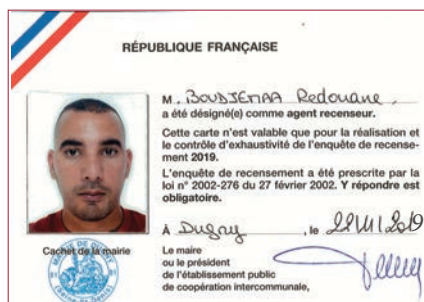 RÉPUBLIQUE FRANÇAISE
M. BOUDJEMAA Redouane,
a été désigné(e) comme agent recenseur.
Cette carte n'est valable que pour la réalisation et
le contrôle d'exhaustivité de l'enquête de recense-
ment 2019.
L'enquête de recensement a été prescrite par la
loi n° 2002-276 du 27 février 2002. Y répondre est
obligatoire.
À Dugny, le 2019
Cachet de la mairie
Le maire
ou le président
de l'établissement public
de coopération intercommunale,